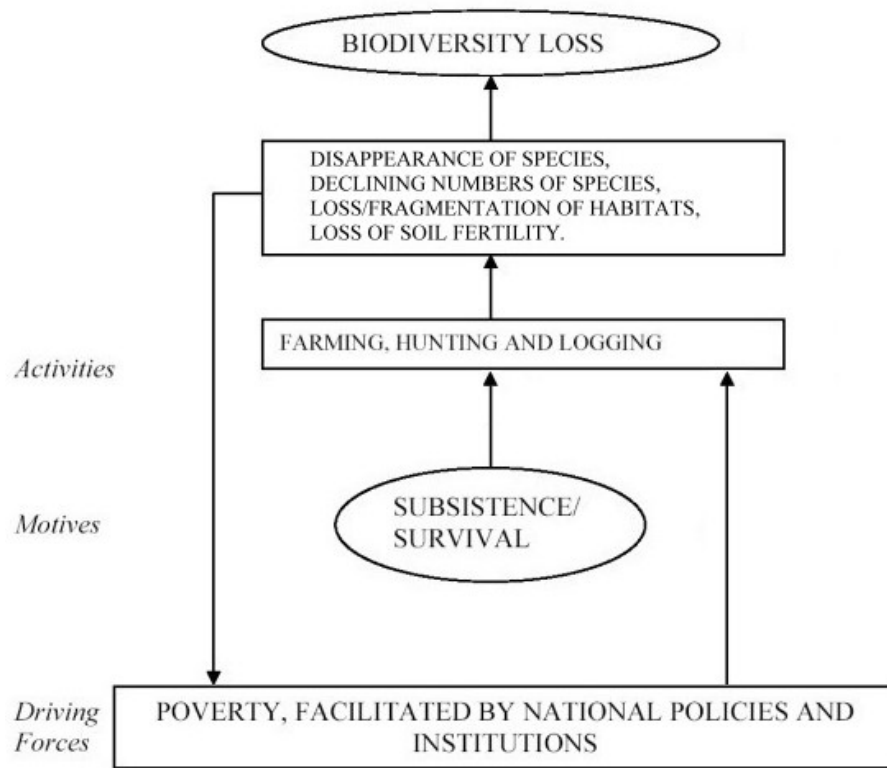 BIODIVERSITY LOSS
DISAPPEARANCE OF SPECIES,
DECLINING NUMBERS OF SPECIES,
LOSS/FRAGMENTATION OF HABITATS,
LOSS OF SOIL FERTILITY.
FARMING, HUNTING AND LOGGING
Activities
SUBSISTENCE/
SURVIVAL
Motives
POVERTY, FACILITATED BY NATIONAL POLICIES AND
INSTITUTIONS
Driving
Forces